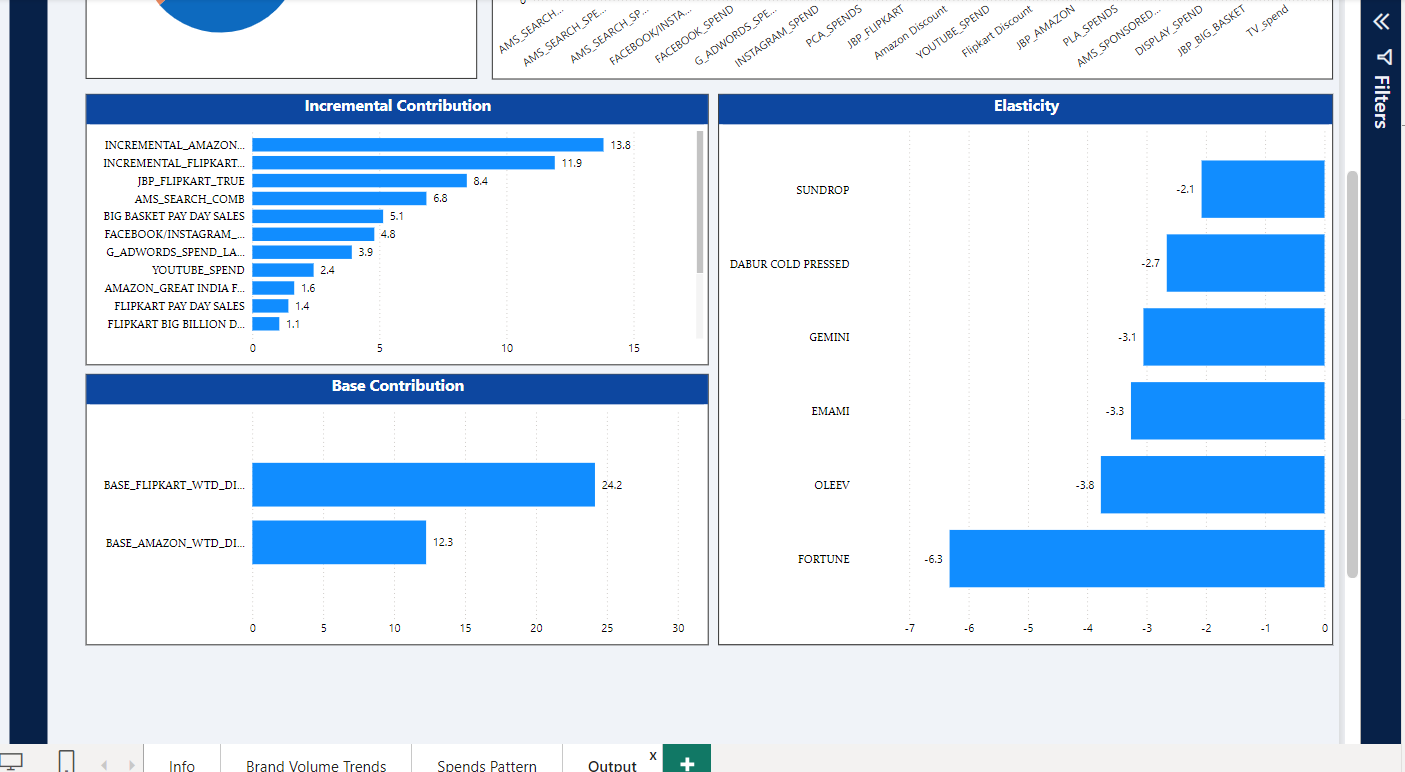 0
AMS_SEARCH...
AMS_SEARCH_SPE...
AMS_SEARCH_SP...
FACEBOOK/INSTA...
FACEBOOK_SPEND
G_ADWORDS_SPE...
INSTAGRAM_SPEND
PCA_SPENDS
JBP_FLIPKART
Amazon Discount
YOUTUBE_SPEND
Flipkart Discount
JBP_AMAZON
PLA_SPENDS
AMS_SPONSORED...
DISPLAY_SPEND
JBP_BIG_BASKET
TV_spend
Filters
Incremental Contribution
INCREMENTAL_AMAZON... 13.8
INCREMENTAL_FLIPKART... 11.9
JBP_FLIPKART_TRUE 8.4
AMS_SEARCH_COMB 6.8
BIG BASKET PAY DAY SALES 5.1
FACEBOOK/INSTAGRAM_... 4.8
G_ADWORDS_SPEND_LA... 3.9
YOUTUBE_SPEND 2.4
AMAZON_GREAT INDIA F... 1.6
FLIPKART PAY DAY SALES 1.4
FLIPKART BIG BILLION D... 1.1
0 5 10 15
Base Contribution
BASE_FLIPKART_WTD_DI... 24.2
BASE_AMAZON_WTD_DI... 12.3
0 5 10 15 20 25 30
Elasticity
SUNDROP -2.1
DABUR COLD PRESSED -2.7
GEMINI -3.1
EMAMI -3.3
OLEEV -3.8
FORTUNE -6.3
-7 -6 -5 -4 -3 -2 -1 0
Info Brand Volume Trends Spends Pattern Output x +